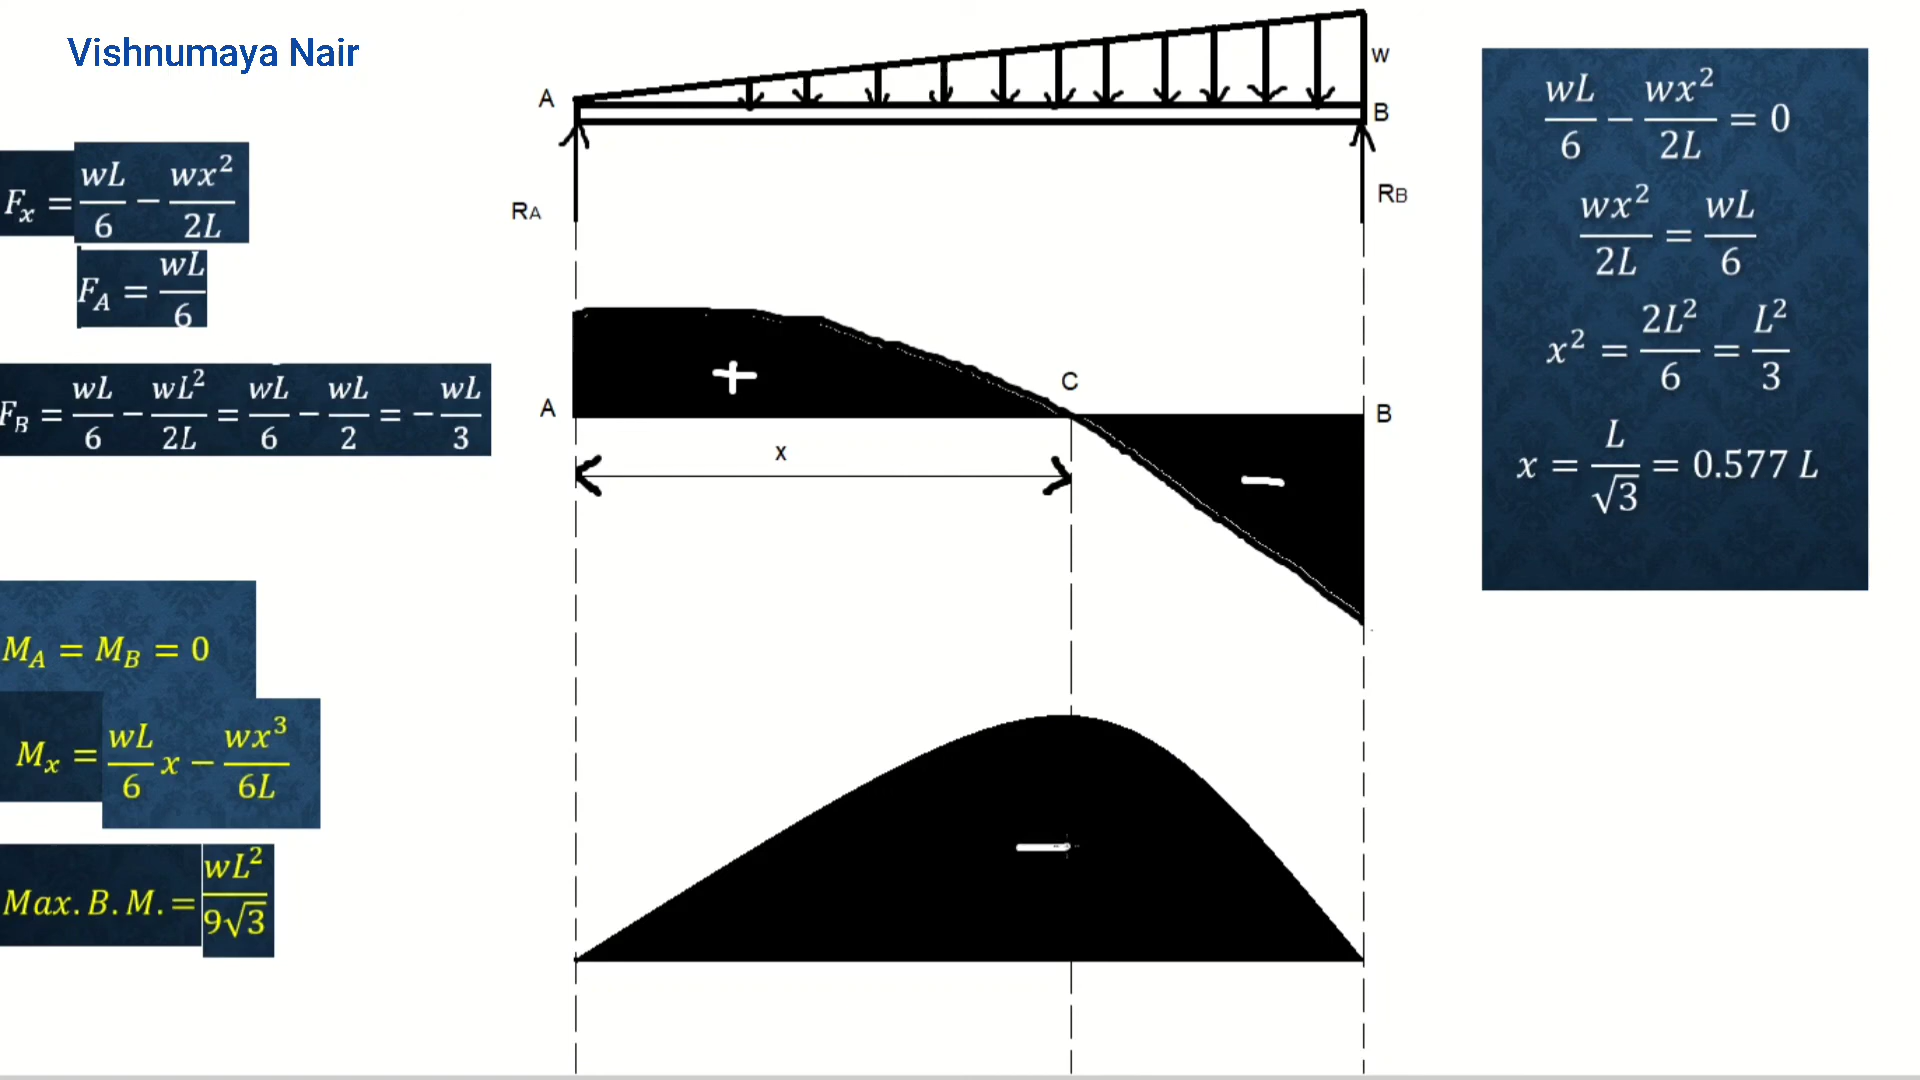 Vishnumaya Nair
F_x = wL/6 − wx²/2L
F_A = wL/6
F_B = wL/6 − wL²/2L = wL/6 − wL/2 = − wL/3
M_A = M_B = 0
M_x = wL/6 x − wx³/6L
Max. B. M. = wL²/9√3
w
A
B
RA
RB
+
C
A
B
x
−
−
wL/6 − wx²/2L = 0
wx²/2L = wL/6
x² = 2L²/6 = L²/3
x = L/√3 = 0.577 L